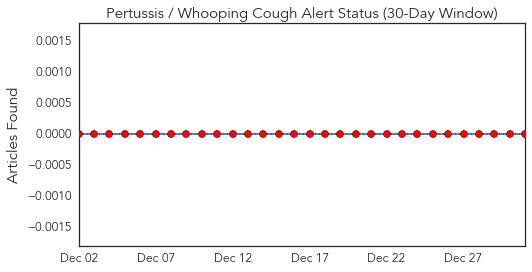 Pertussis / Whooping Cough Alert Status (30-Day Window)
Articles Found
0.0015
0.0010
0.0005
0.0000
−0.0005
−0.0010
−0.0015
Dec 02 Dec 07 Dec 12 Dec 17 Dec 22 Dec 27